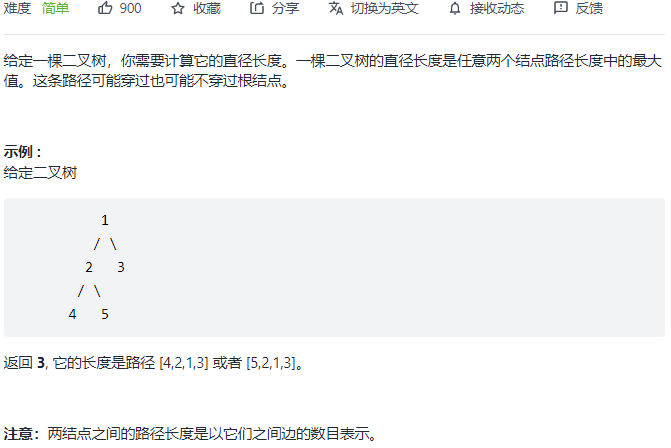 难度 简单 900 收藏 分享 切换为英文 接收动态 反馈
给定一棵二叉树，你需要计算它的直径长度。一棵二叉树的直径长度是任意两个结点路径长度中的最大
值。这条路径可能穿过也可能不穿过根结点。
示例 :
给定二叉树
1
/ \
2 3
/ \
4 5
返回 3, 它的长度是路径 [4,2,1,3] 或者 [5,2,1,3]。
注意：两结点之间的路径长度是以它们之间边的数目表示。